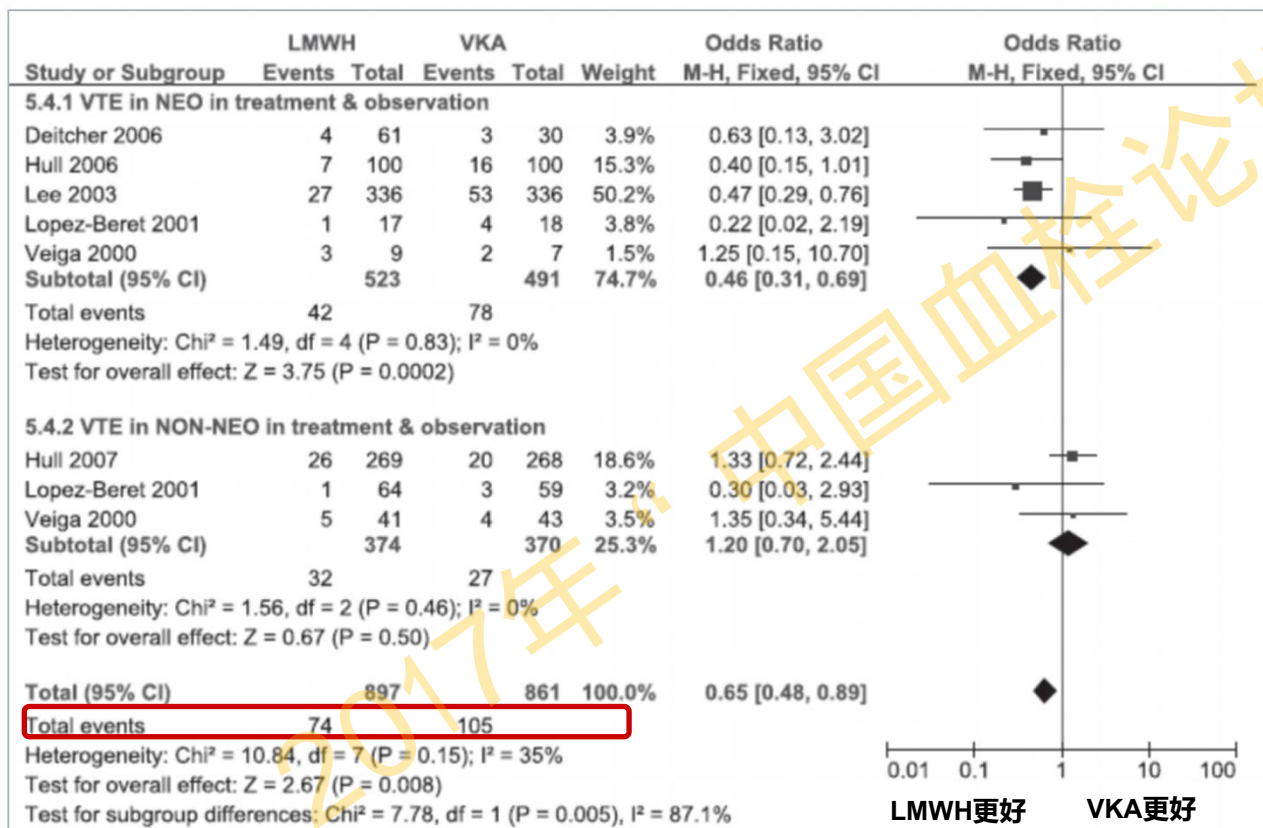 LMWH VKA Odds Ratio Odds Ratio
Study or Subgroup Events Total Events Total Weight M-H, Fixed, 95% CI M-H, Fixed, 95% CI
5.4.1 VTE in NEO in treatment & observation
Deitcher 2006 4 61 3 30 3.9% 0.63 [0.13, 3.02]
Hull 2006 7 100 16 100 15.3% 0.40 [0.15, 1.01]
Lee 2003 27 336 53 336 50.2% 0.47 [0.29, 0.76]
Lopez-Beret 2001 1 17 4 18 3.8% 0.22 [0.02, 2.19]
Veiga 2000 3 9 2 7 1.5% 1.25 [0.15, 10.70]
Subtotal (95% CI) 523 491 74.7% 0.46 [0.31, 0.69]
Total events 42 78
Heterogeneity: Chi² = 1.49, df = 4 (P = 0.83); I² = 0%
Test for overall effect: Z = 3.75 (P = 0.0002)
5.4.2 VTE in NON-NEO in treatment & observation
Hull 2007 26 269 20 268 18.6% 1.33 [0.72, 2.44]
Lopez-Beret 2001 1 64 3 59 3.2% 0.30 [0.03, 2.93]
Veiga 2000 5 41 4 43 3.5% 1.35 [0.34, 5.44]
Subtotal (95% CI) 374 370 25.3% 1.20 [0.70, 2.05]
Total events 32 27
Heterogeneity: Chi² = 1.56, df = 2 (P = 0.46); I² = 0%
Test for overall effect: Z = 0.67 (P = 0.50)
Total (95% CI) 897 861 100.0% 0.65 [0.48, 0.89]
Total events 74 105
Heterogeneity: Chi² = 10.84, df = 7 (P = 0.15); I² = 35%
Test for overall effect: Z = 2.67 (P = 0.008)
Test for subgroup differences: Chi² = 7.78, df = 1 (P = 0.005), I² = 87.1%
0.01 0.1 1 10 100
LMWH更好 VKA更好
2017年“中国血栓论